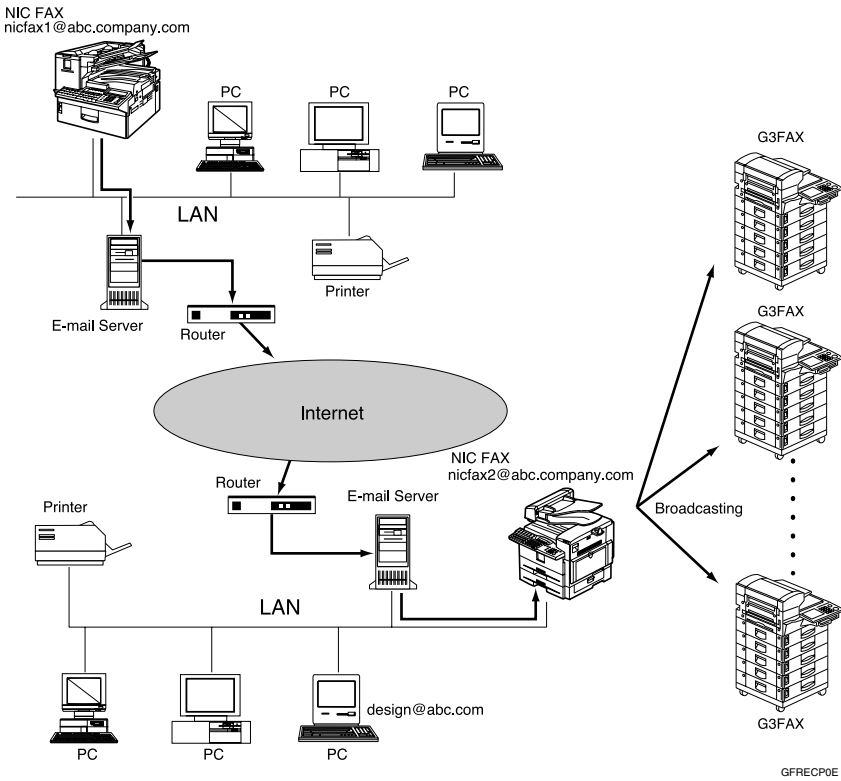 NIC FAX
nicfax1@abc.company.com
PC
PC
PC
G3FAX
LAN
Printer
E-mail Server
Router
G3FAX
Internet
NIC FAX
nicfax2@abc.company.com
Router
E-mail Server
Printer
Broadcasting
LAN
design@abc.com
PC
PC
PC
G3FAX
GFRECP0E